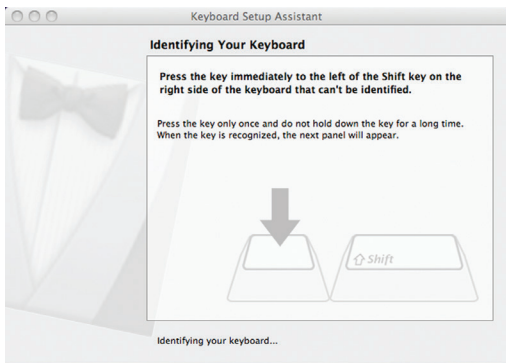 Keyboard Setup Assistant
Identifying Your Keyboard
Press the key immediately to the left of the Shift key on the
right side of the keyboard that can't be identified.
Press the key only once and do not hold down the key for a long time.
When the key is recognized, the next panel will appear.
⇧ Shift
Identifying your keyboard...